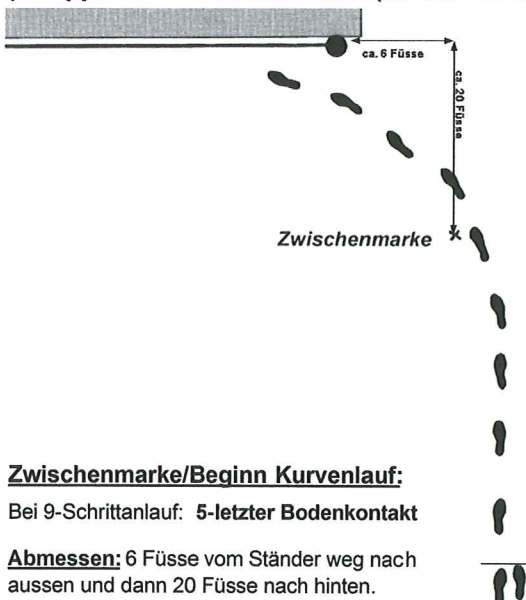 ca. 6 Füsse
ca. 20 Füsse
Zwischenmarke
Zwischenmarke/Beginn Kurvenlauf:
Bei 9-Schrittanlauf: 5-letzter Bodenkontakt
Abmessen: 6 Füsse vom Ständer weg nach
aussen und dann 20 Füsse nach hinten.